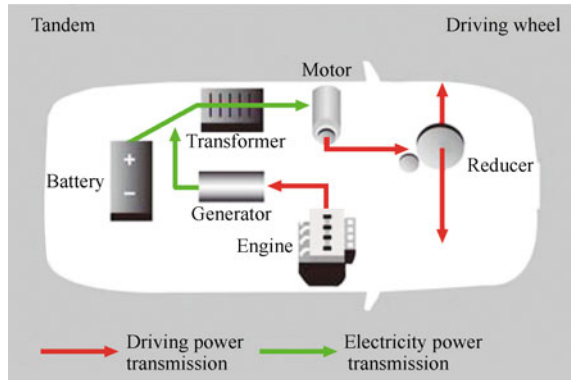 Tandem
Driving wheel
Motor
Transformer
Battery
Reducer
Generator
Engine
Driving power
transmission
Electricity power
transmission